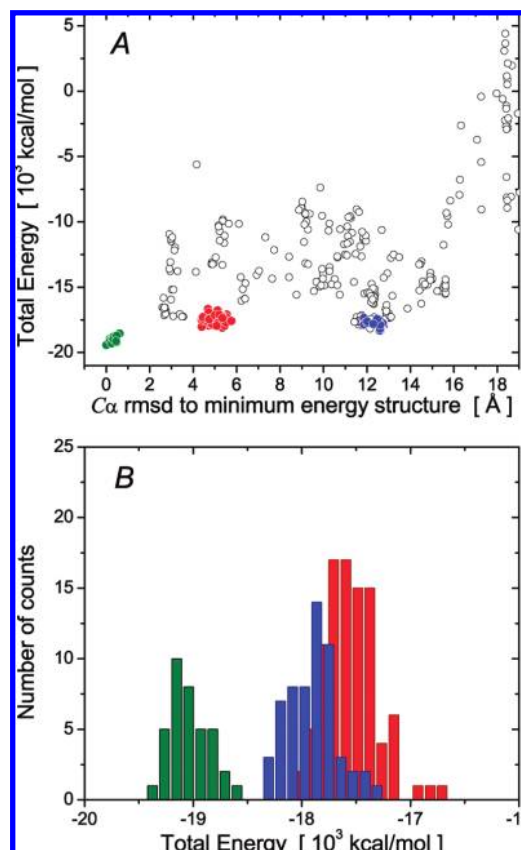 A
Total Energy [ 10³ kcal/mol ]
5
0
-5
-10
-15
-20
0 2 4 6 8 10 12 14 16 18
Cα rmsd to minimum energy structure [ Å ]
B
Number of counts
25
20
15
10
5
0
-20 -19 -18 -17 -1
Total Energy [ 10³ kcal/mol ]